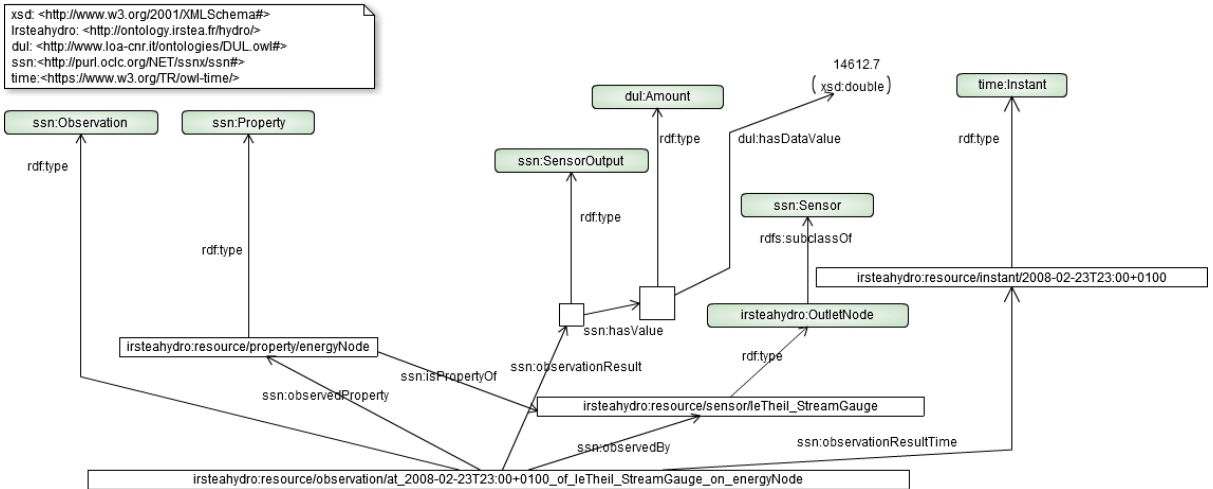 xsd: <http://www.w3.org/2001/XMLSchema#>
Irsteahydro: <http://ontology.irstea.fr/hydro/>
dul: <http://www.loa-cnr.it/ontologies/DUL.owl#>
ssn:<http://purl.oclc.org/NET/ssnx/ssn#>
time:<https://www.w3.org/TR/owl-time/>
14612.7
(xsd:double)
time:Instant
dul:Amount
ssn:Observation
ssn:Property
rdf:type
dul:hasDataValue
rdf:type
ssn:SensorOutput
rdf:type
ssn:Sensor
rdf:type
rdfs:subclassOf
rdf:type
irsteahydro:resource/instant/2008-02-23T23:00+0100
irsteahydro:OutletNode
ssn:hasValue
irsteahydro:resource/property/energyNode
rdf:type
ssn:observationResult
ssn:isPropertyOf
ssn:observedProperty
irsteahydro:resource/sensor/leTheil_StreamGauge
ssn:observedBy
ssn:observationResultTime
irsteahydro:resource/observation/at_2008-02-23T23:00+0100_of_leTheil_StreamGauge_on_energyNode